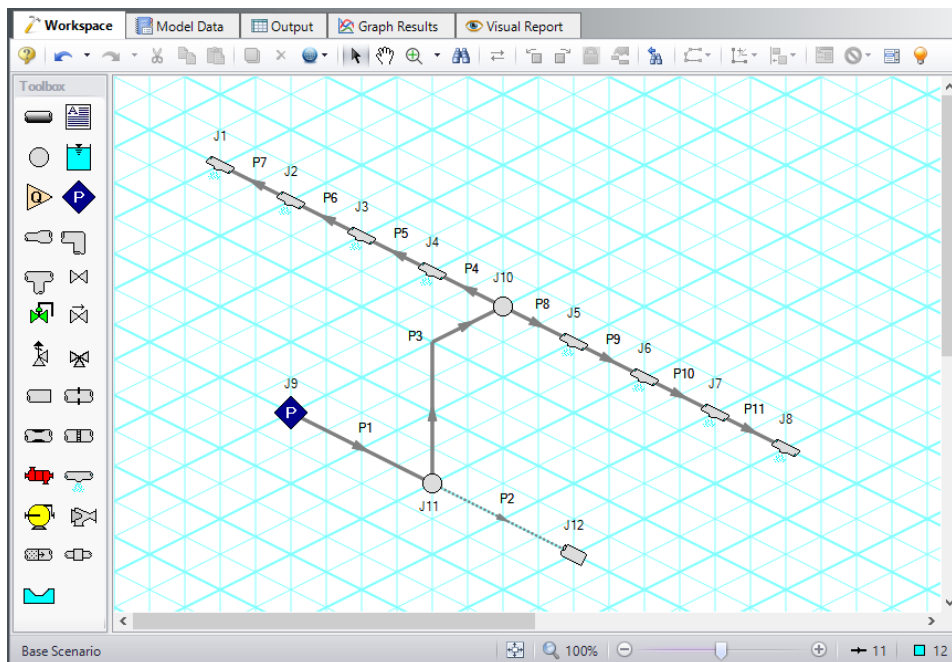 Workspace
Model Data
Output
Graph Results
Visual Report
Toolbox
A
Q
P
J1
P7
J2
P6
J3
P5
J4
P4
J10
P8
J5
P9
J6
P10
J7
P11
J8
P3
J9
P
P1
J11
P2
J12
Base Scenario
100%
11
12